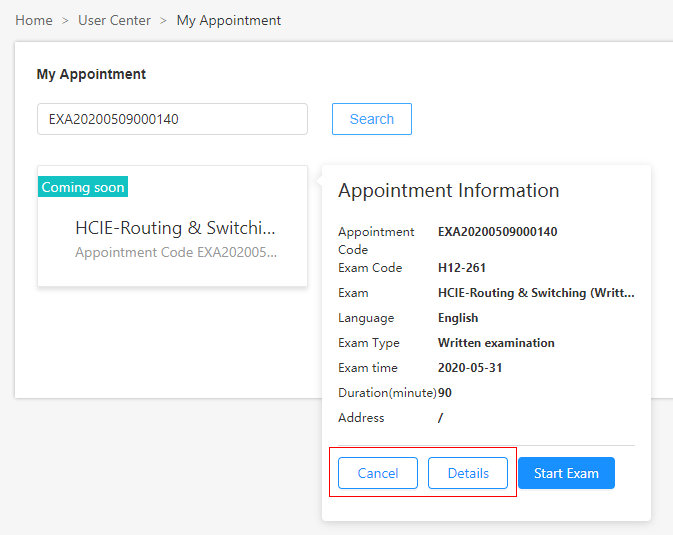 Home > User Center > My Appointment
My Appointment
EXA20200509000140
Search
Coming soon
HCIE-Routing & Switchi...
Appointment Code EXA202005...
Appointment Information
Appointment Code EXA20200509000140
Exam Code H12-261
Exam HCIE-Routing & Switching (Writt...
Language English
Exam Type Written examination
Exam time 2020-05-31
Duration(minute) 90
Address /
Cancel Details Start Exam